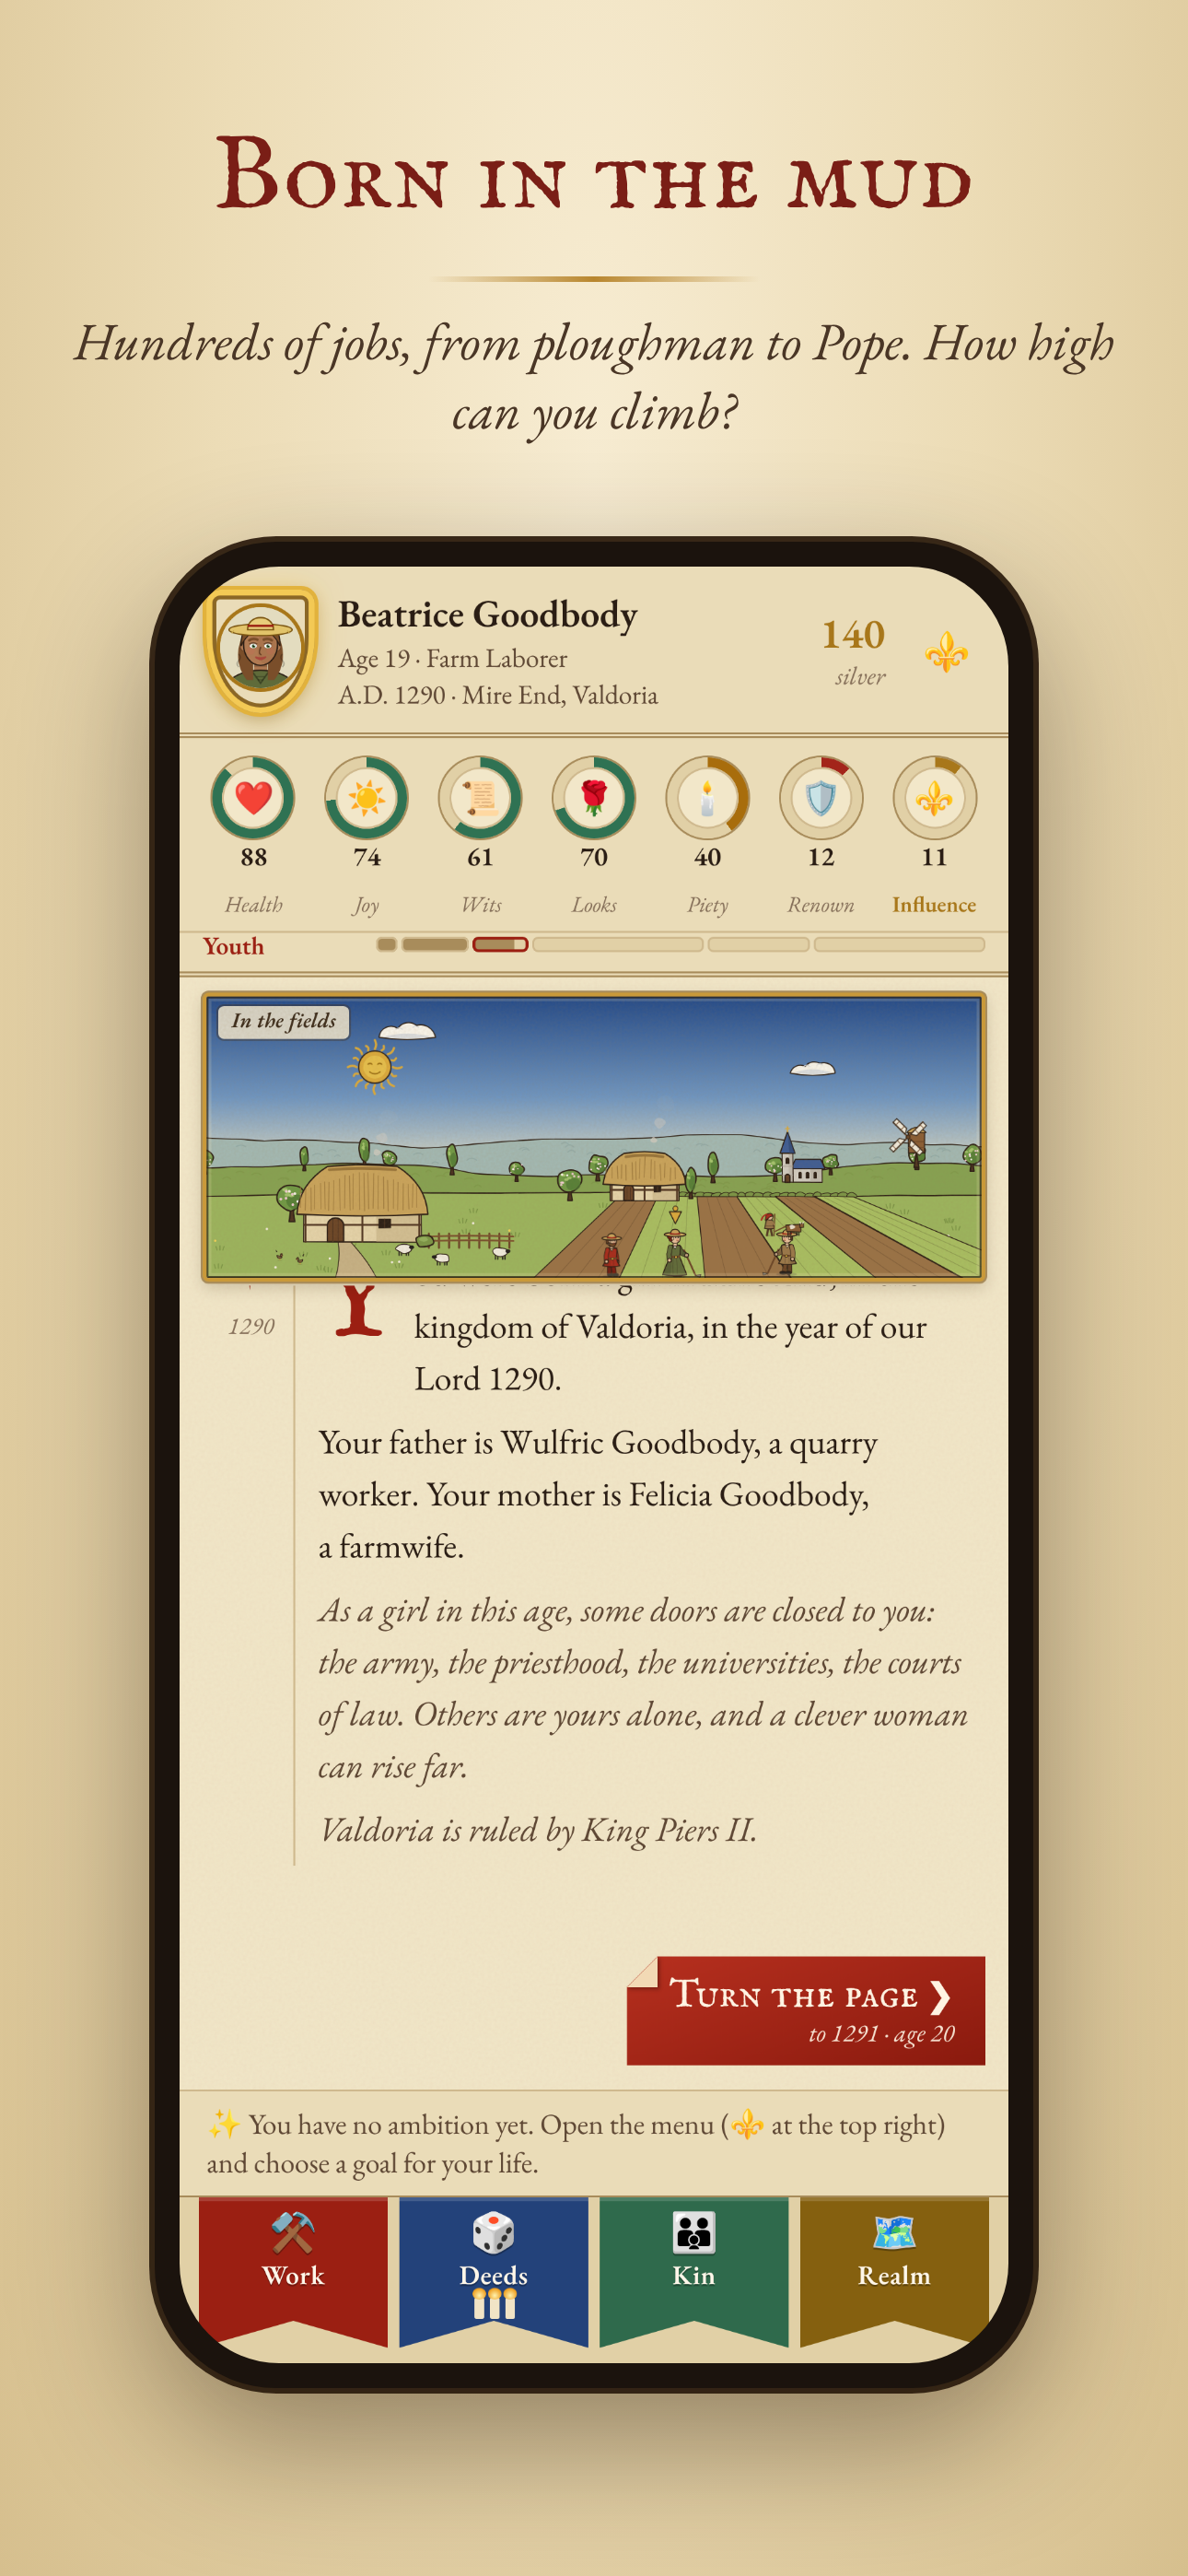 Born in the mud
Hundreds of jobs, from ploughman to Pope. How high
can you climb?
Beatrice Goodbody
Age 19 · Farm Laborer
A.D. 1290 · Mire End, Valdoria
140
silver
88
74
61
70
40
12
11
Health
Joy
Wits
Looks
Piety
Renown
Influence
Youth
In the fields
1290
Y
kingdom of Valdoria, in the year of our
Lord 1290.
Your father is Wulfric Goodbody, a quarry
worker. Your mother is Felicia Goodbody,
a farmwife.
As a girl in this age, some doors are closed to you:
the army, the priesthood, the universities, the courts
of law. Others are yours alone, and a clever woman
can rise far.
Valdoria is ruled by King Piers II.
Turn the page ❯
to 1291 · age 20
✨ You have no ambition yet. Open the menu (⚜️ at the top right)
and choose a goal for your life.
Work
Deeds
Kin
Realm